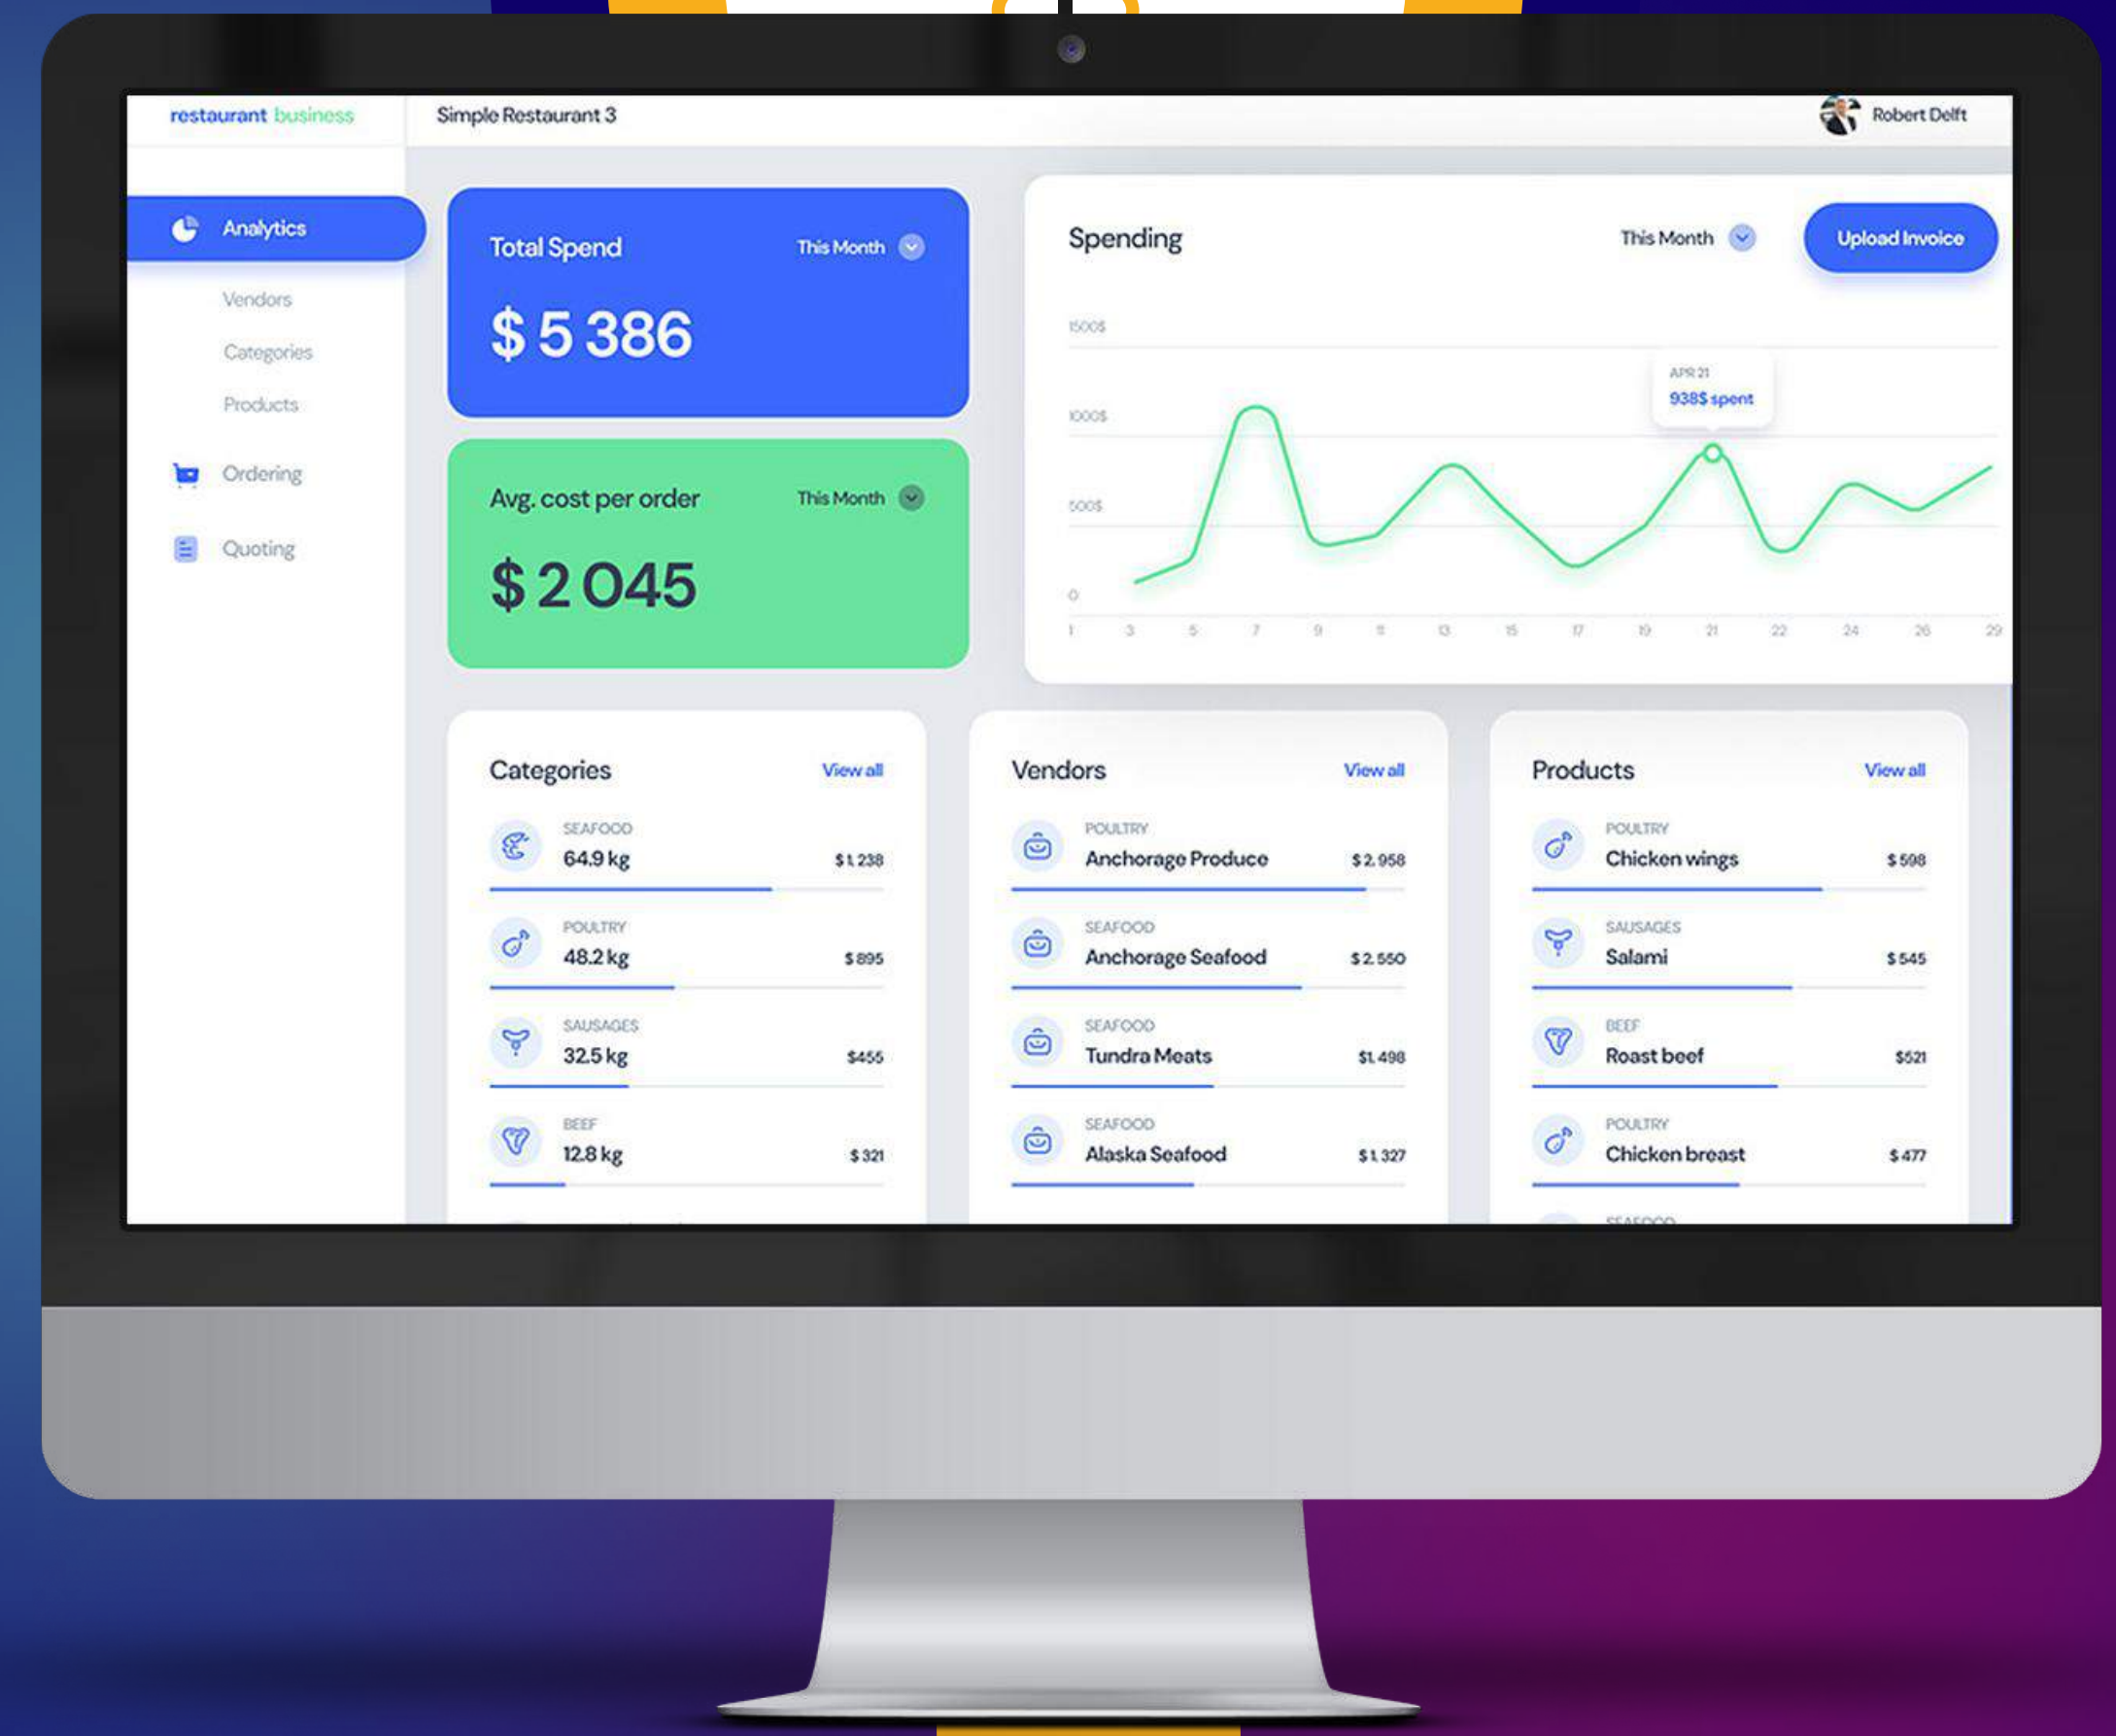 restaurant business
Simple Restaurant 3
Robert Delft
Analytics
Vendors
Categories
Products
Ordering
Quoting
Total Spend
This Month
$ 5 386
Avg. cost per order
This Month
$ 2 045
Spending
This Month
Upload Invoice
1500$
1000$
500$
0
APR 21
938$ spent
1 3 5 7 9 11 13 15 17 19 21 22 24 26 29
Categories
View all
SEAFOOD
64.9 kg
$ 1. 238
POULTRY
48.2 kg
$ 895
SAUSAGES
32.5 kg
$455
BEEF
12.8 kg
$ 321
Vendors
View all
POULTRY
Anchorage Produce
$ 2. 958
SEAFOOD
Anchorage Seafood
$ 2. 550
SEAFOOD
Tundra Meats
$1. 498
SEAFOOD
Alaska Seafood
$ 1. 327
Products
View all
POULTRY
Chicken wings
$ 598
SAUSAGES
Salami
$ 545
BEEF
Roast beef
$521
POULTRY
Chicken breast
$ 477
SEAFOOD